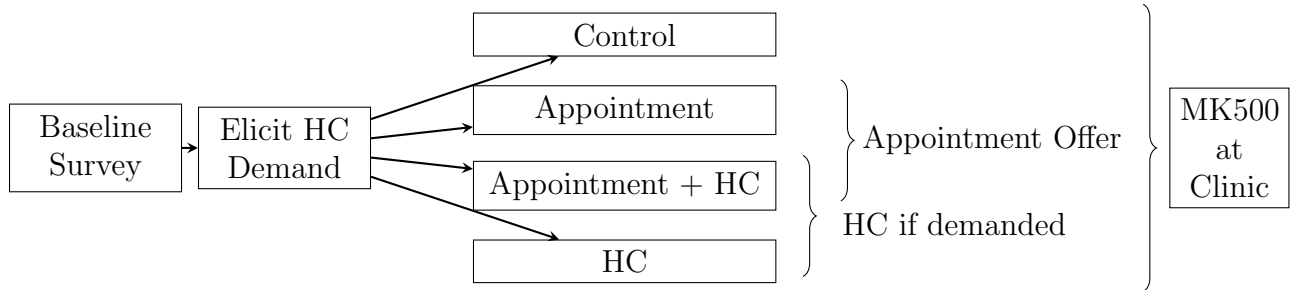 Control
Appointment
Baseline
Survey
Elicit HC
Demand
Appointment + HC
HC
Appointment Offer
HC if demanded
MK500
at
Clinic